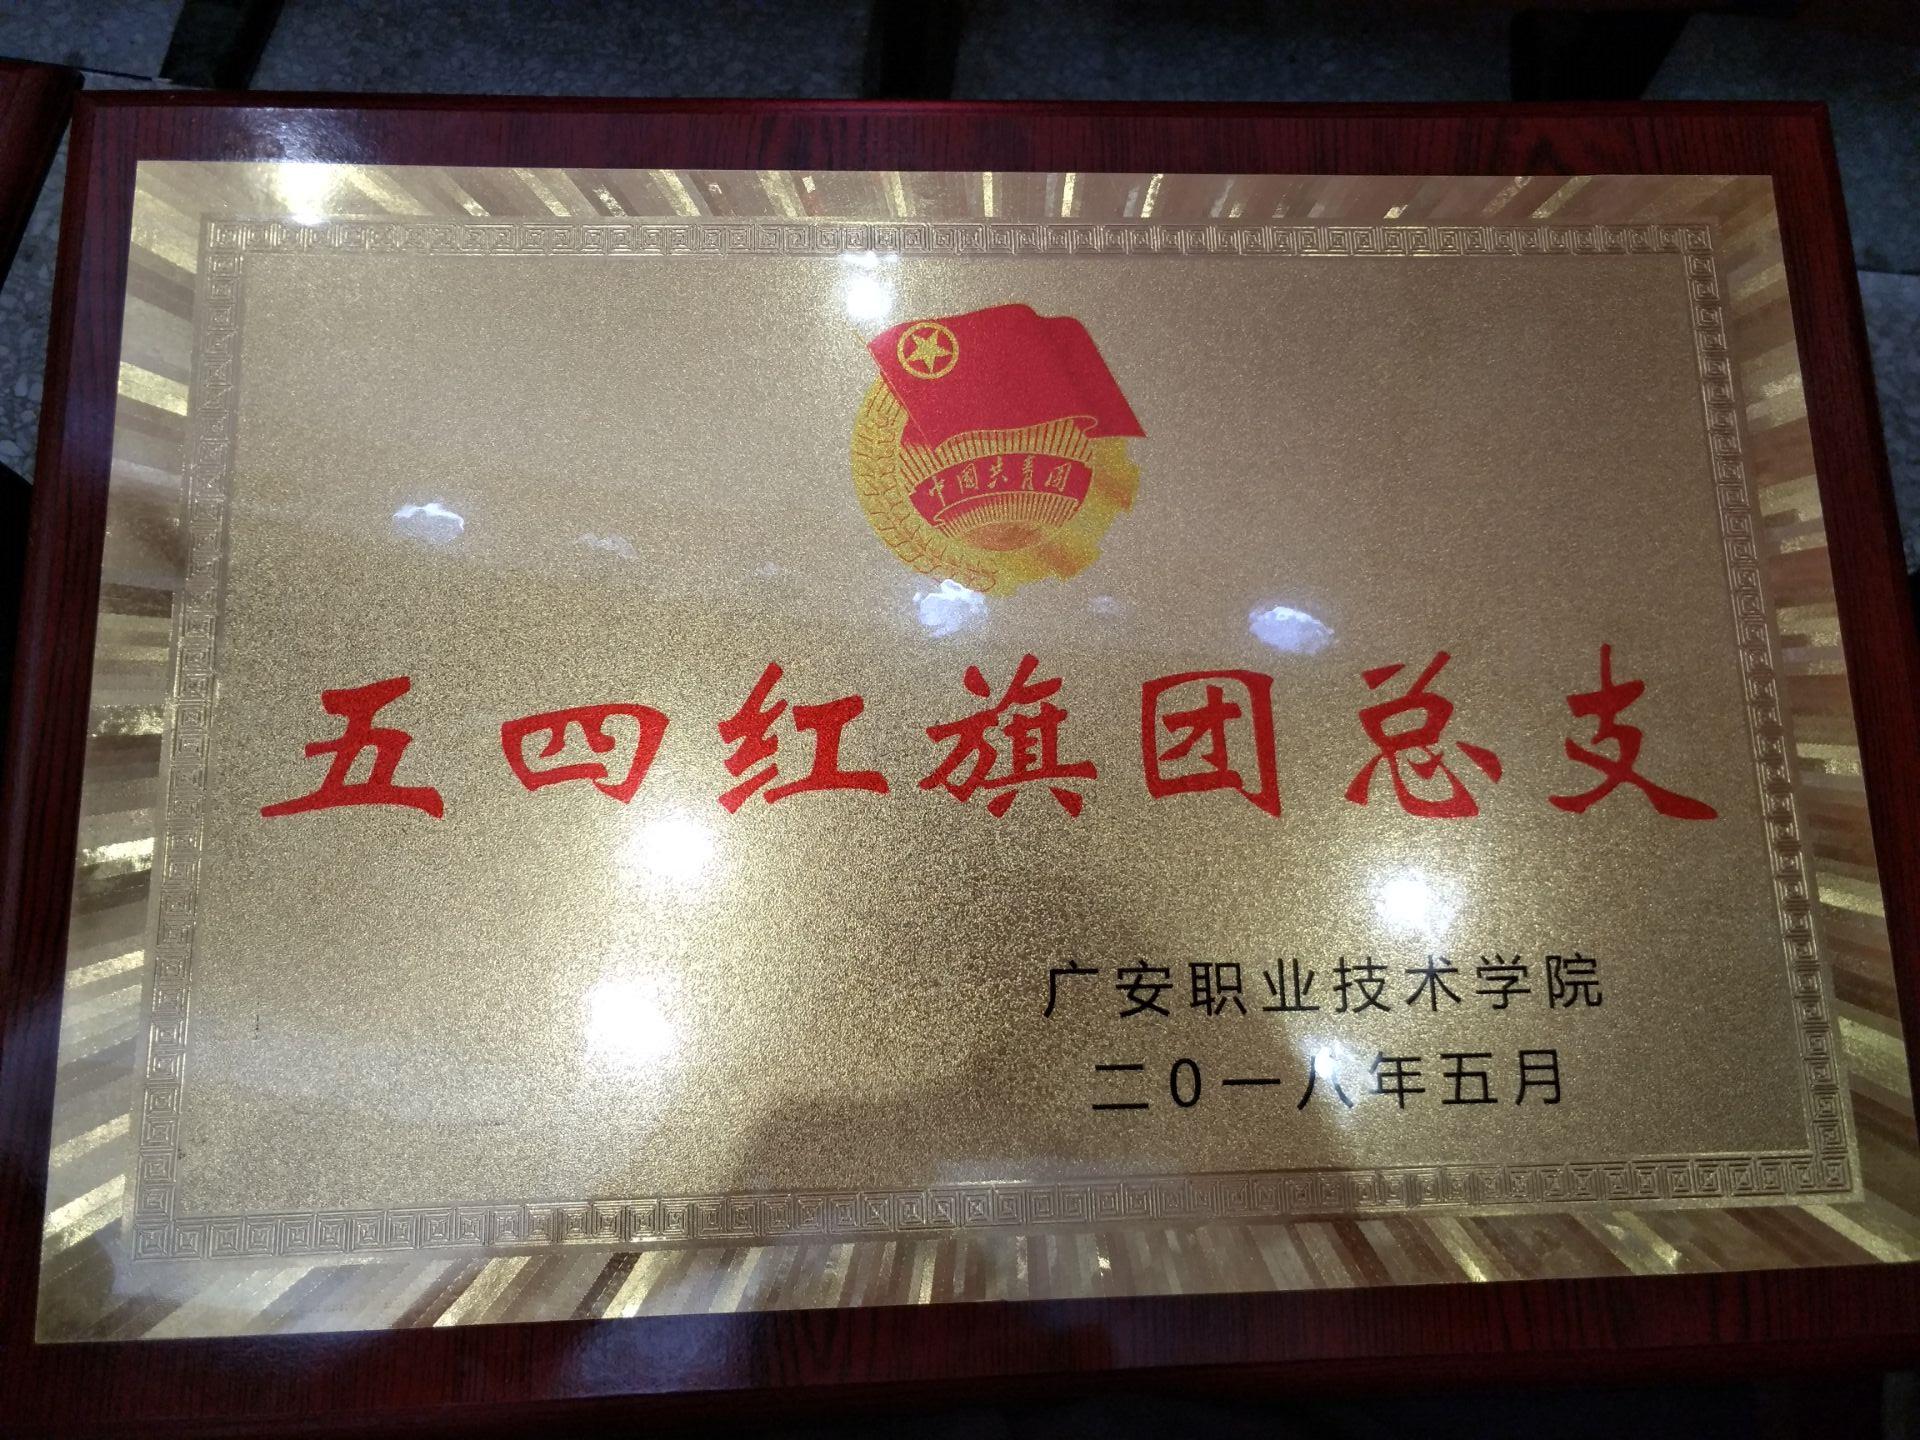 中国共青团
五四红旗团总支
广安职业技术学院
二0一八年五月